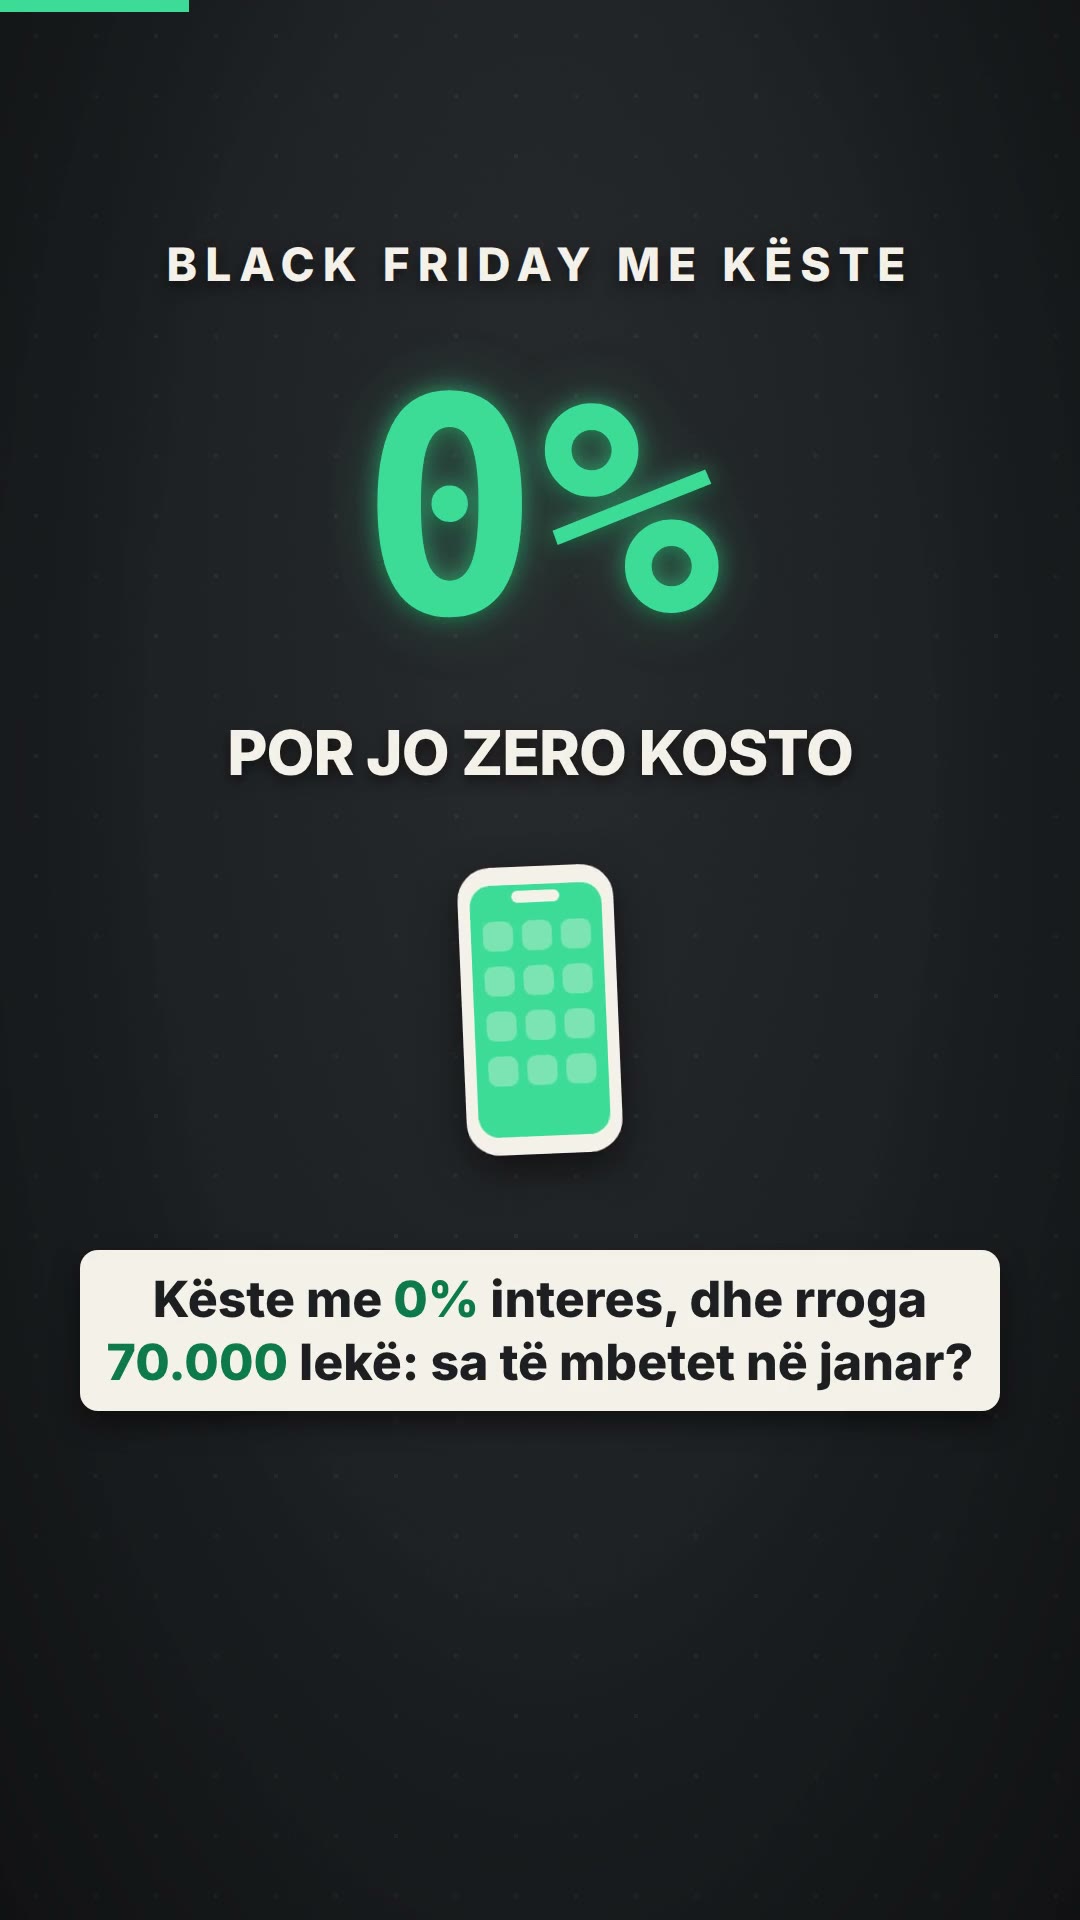 BLACK FRIDAY ME KËSTE
0%
POR JO ZERO KOSTO
Këste me 0% interes, dhe rroga
70.000 lekë: sa të mbetet në janar?